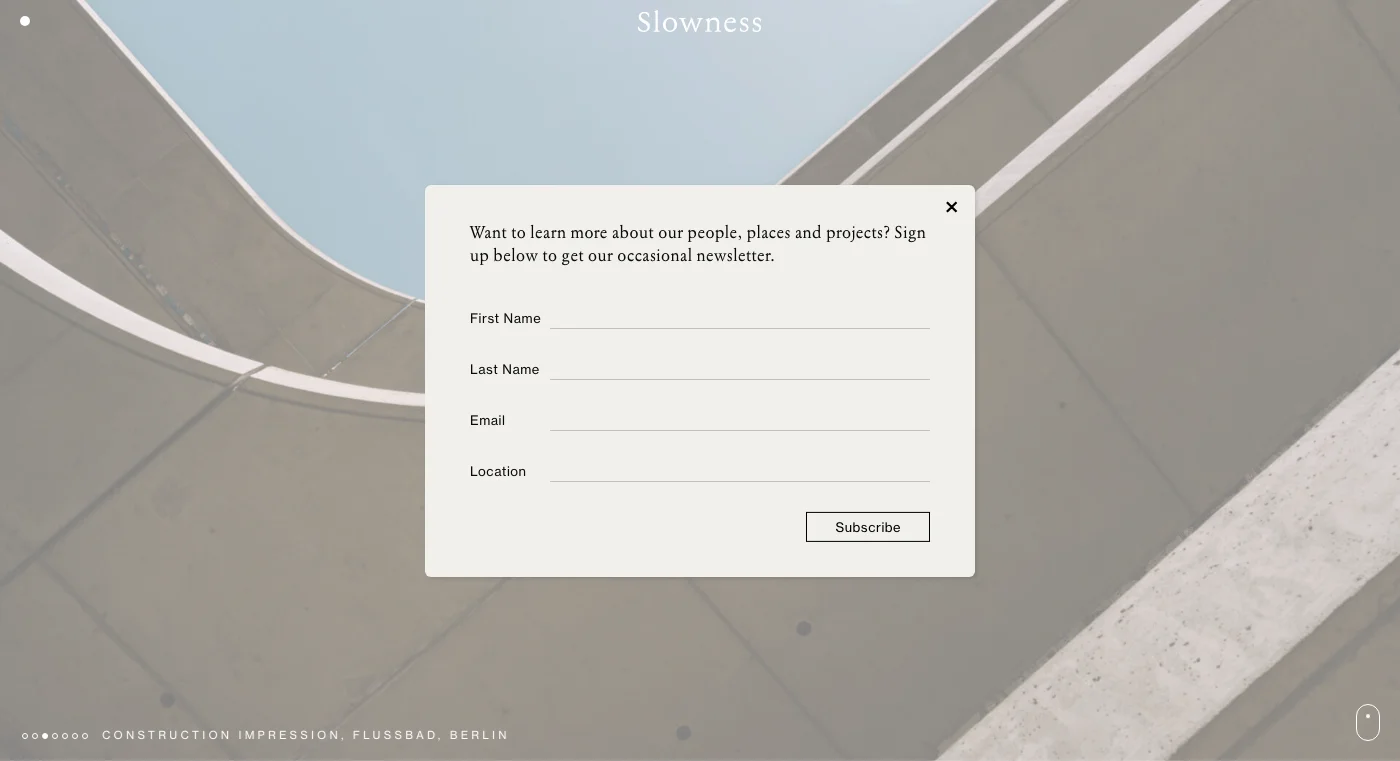 Slowness
Want to learn more about our people, places and projects? Sign
up below to get our occasional newsletter.
First Name
Last Name
Email
Location
Subscribe
CONSTRUCTION IMPRESSION, FLUSSBAD, BERLIN